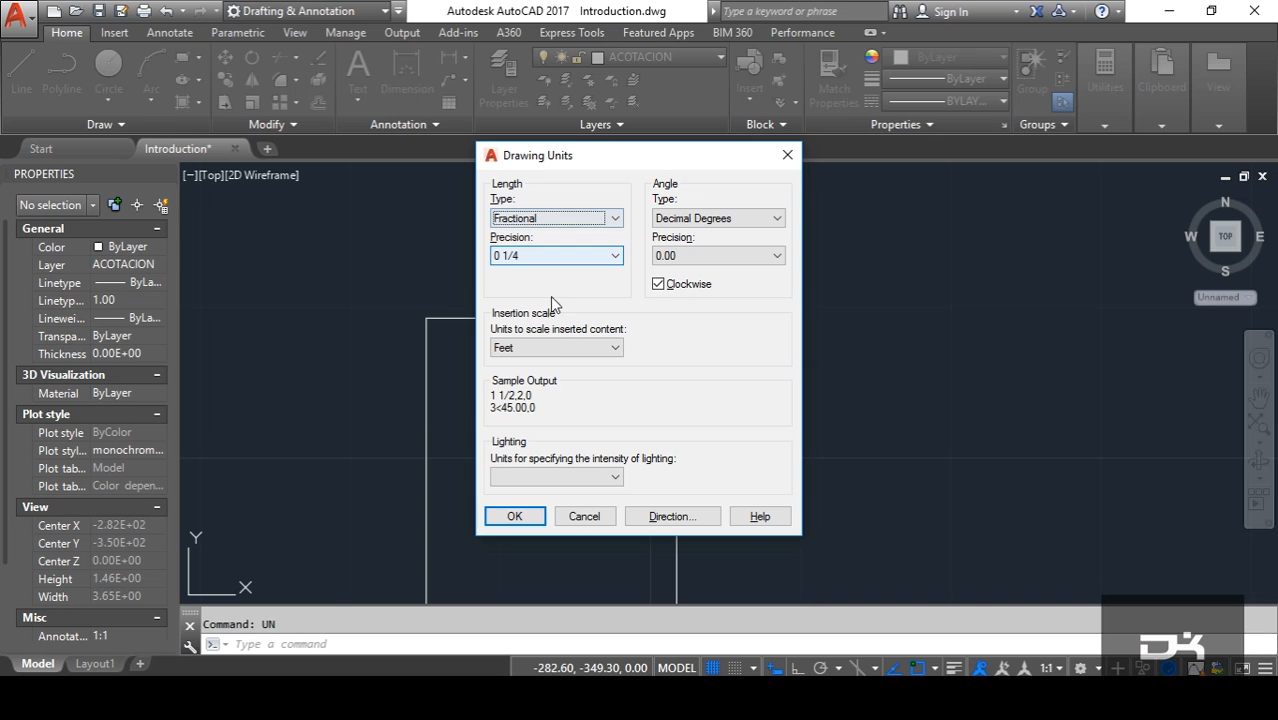 Drafting & Annotation
Autodesk AutoCAD 2017 Introduction.dwg
Type a keyword or phrase
Sign In
Home Insert Annotate Parametric View Manage Output Add-ins A360 Express Tools Featured Apps BIM 360 Performance
ACOTACION
ByLayer
ByLayer
BYLAY...
Line Polyline Circle Arc Text Dimension Layer Properties Insert Match Properties Group Utilities Clipboard View
Draw Modify Annotation Layers Block Properties Groups
Start Introduction*
PROPERTIES
No selection
General
Color ByLayer
Layer ACOTACION
Linetype ByLa...
Linetyp... 1.00
Linewei... ByLa...
Transpa... ByLayer
Thickness 0.00E+00
3D Visualization
Material ByLayer
Plot style
Plot style ByColor
Plot styl... monochrom...
Plot tab... Model
Plot tab... Color depen...
View
Center X -2.82E+02
Center Y -3.50E+02
Center Z 0.00E+00
Height 1.46E+02
Width 3.65E+02
Misc
Annotat... 1:1
[−][Top][2D Wireframe]
N
W TOP E
S
Unnamed
Y
X
Drawing Units
Length
Type:
Fractional
Precision:
0 1/4
Angle
Type:
Decimal Degrees
Precision:
0.00
Clockwise
Insertion scale
Units to scale inserted content:
Feet
Sample Output
1 1/2,2,0
3<45.00,0
Lighting
Units for specifying the intensity of lighting:
OK Cancel Direction... Help
Command: UN
Type a command
Model Layout1
-282.60, -349.30, 0.00 MODEL
1:1
DK